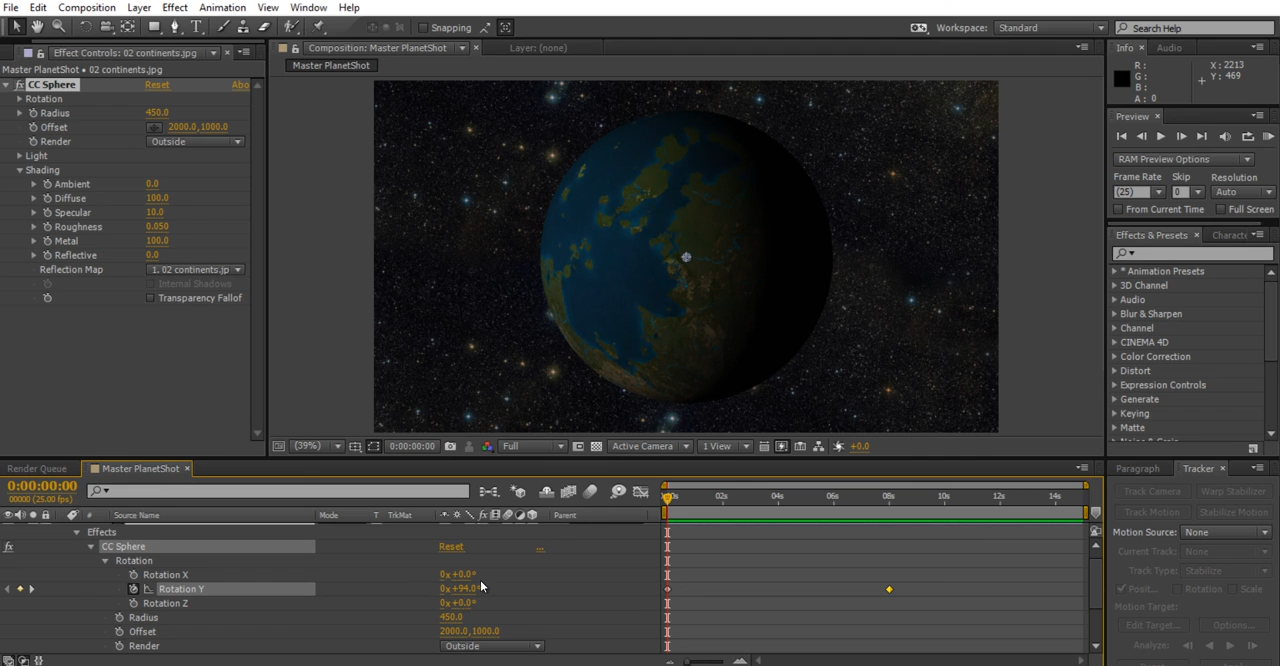 File Edit Composition Layer Effect Animation View Window Help
Snapping
Workspace: Standard
Search Help
Effect Controls: 02 continents.jpg
Master PlanetShot • 02 continents.jpg
CC Sphere Reset Abo
Rotation
Radius 450.0
Offset 2000.0,1000.0
Render Outside
Light
Shading
Ambient 0.0
Diffuse 100.0
Specular 10.0
Roughness 0.050
Metal 100.0
Reflective 0.0
Reflection Map 1. 02 continents.jp
Internal Shadows
Transparency Fallof
Composition: Master PlanetShot
Layer: (none)
Master PlanetShot
(39%) 0:00:00:00 Full Active Camera 1 View +0.0
Info Audio
R : X : 2213
G : Y : 469
B :
A : 0
Preview
RAM Preview Options
Frame Rate Skip Resolution
(25) 0 Auto
From Current Time Full Screen
Effects & Presets Characte
* Animation Presets
3D Channel
Audio
Blur & Sharpen
Channel
CINEMA 4D
Color Correction
Distort
Expression Controls
Generate
Keying
Matte
Render Queue Master PlanetShot
0:00:00:00
00000 (25.00 fps)
# Source Name Mode T TrkMat Parent
02s 04s 06s 08s 10s 12s 14s
Effects
CC Sphere Reset ...
Rotation
Rotation X 0x+0.0°
Rotation Y 0x+94.0°
Rotation Z 0x+0.0°
Radius 450.0
Offset 2000.0,1000.0
Render Outside
Paragraph Tracker
Track Camera Warp Stabilizer
Track Motion Stabilize Motion
Motion Source: None
Current Track: None
Track Type: Stabilize
Posit... Rotation Scale
Motion Target:
Edit Target... Options...
Analyze: